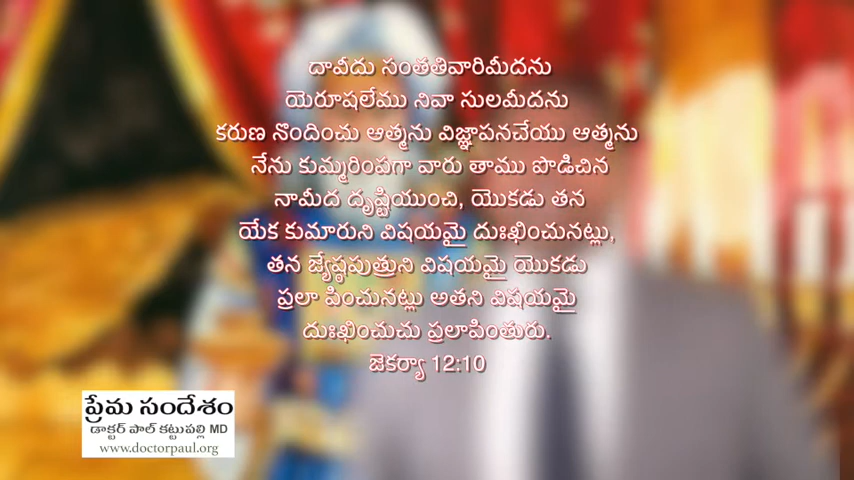 దావీదు సంతతివారిమీదను
యెరూషలేము నివా సులమీదను
కరుణ నొందించు ఆత్మను విజ్ఞాపనచేయు ఆత్మను
నేను కుమ్మరింపగా వారు తాము పొడిచిన
నామీద దృష్టియుంచి, యొకడు తన
యేక కుమారుని విషయమై దుఃఖించునట్లు,
తన జ్యేష్ఠపుత్రుని విషయమై యొకడు
ప్రలా పించునట్లు అతని విషయమై
దుఃఖించుచు ప్రలాపింతురు.
జెకర్యా 12:10
ప్రేమ సందేశం
డాక్టర్ పాల్ కట్టుపల్లి MD
www.doctorpaul.org